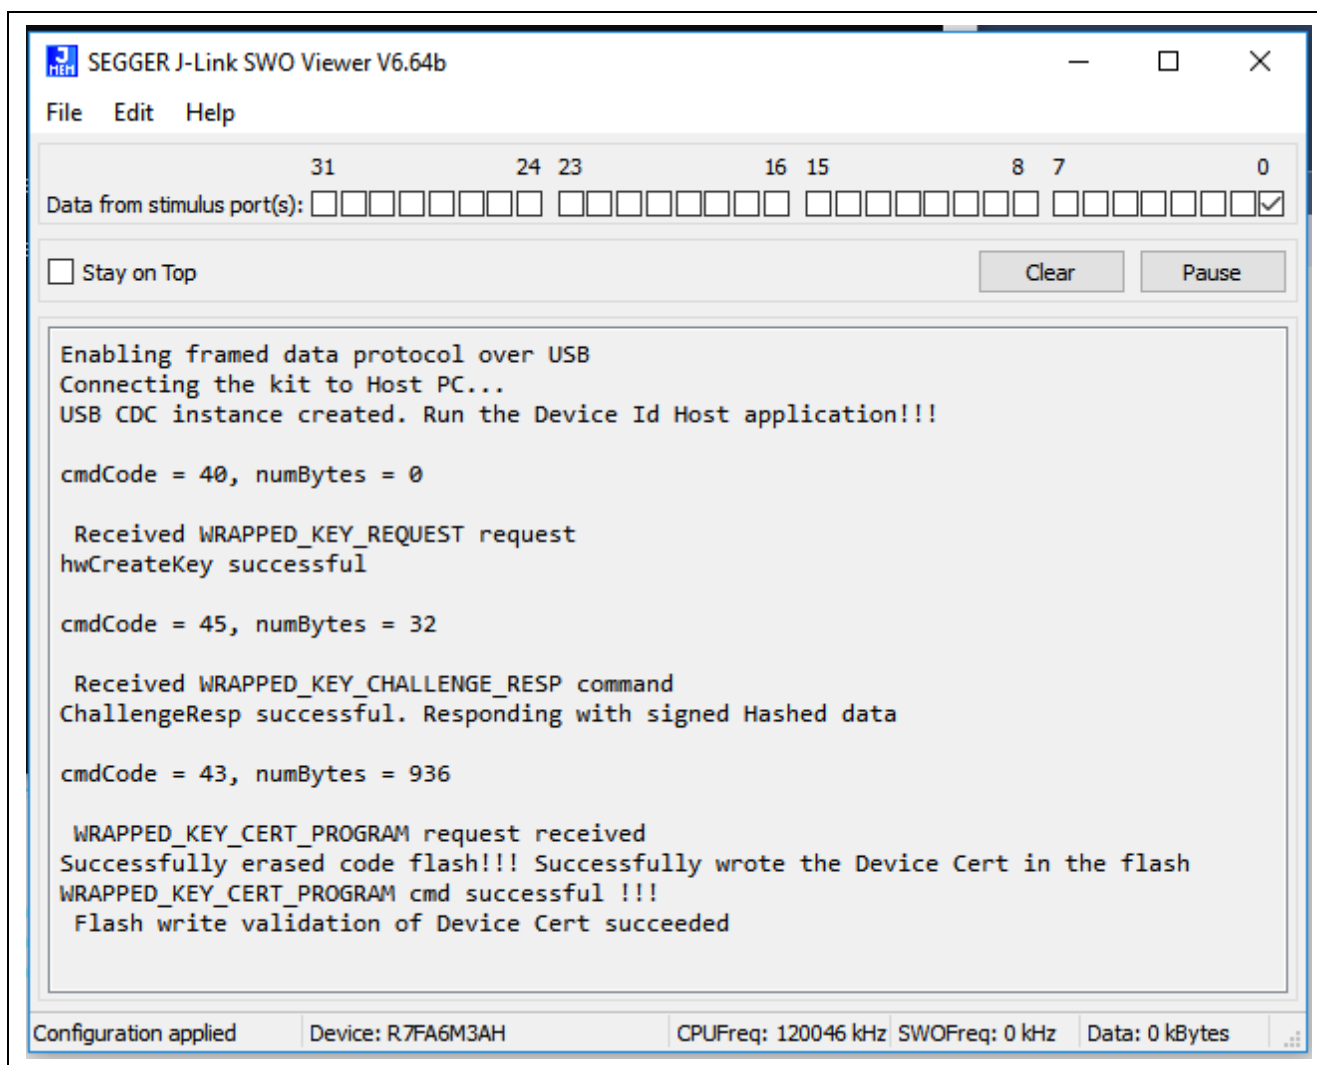 SEGGER J-Link SWO Viewer V6.64b
File Edit Help
31 24 23 16 15 8 7 0
Data from stimulus port(s):
Stay on Top Clear Pause
Enabling framed data protocol over USB
Connecting the kit to Host PC...
USB CDC instance created. Run the Device Id Host application!!!
cmdCode = 40, numBytes = 0
Received WRAPPED_KEY_REQUEST request
hwCreateKey successful
cmdCode = 45, numBytes = 32
Received WRAPPED_KEY_CHALLENGE_RESP command
ChallengeResp successful. Responding with signed Hashed data
cmdCode = 43, numBytes = 936
WRAPPED_KEY_CERT_PROGRAM request received
Successfully erased code flash!!! Successfully wrote the Device Cert in the flash
WRAPPED_KEY_CERT_PROGRAM cmd successful !!!
Flash write validation of Device Cert succeeded
Configuration applied Device: R7FA6M3AH CPUFreq: 120046 kHz SWOFreq: 0 kHz Data: 0 kBytes